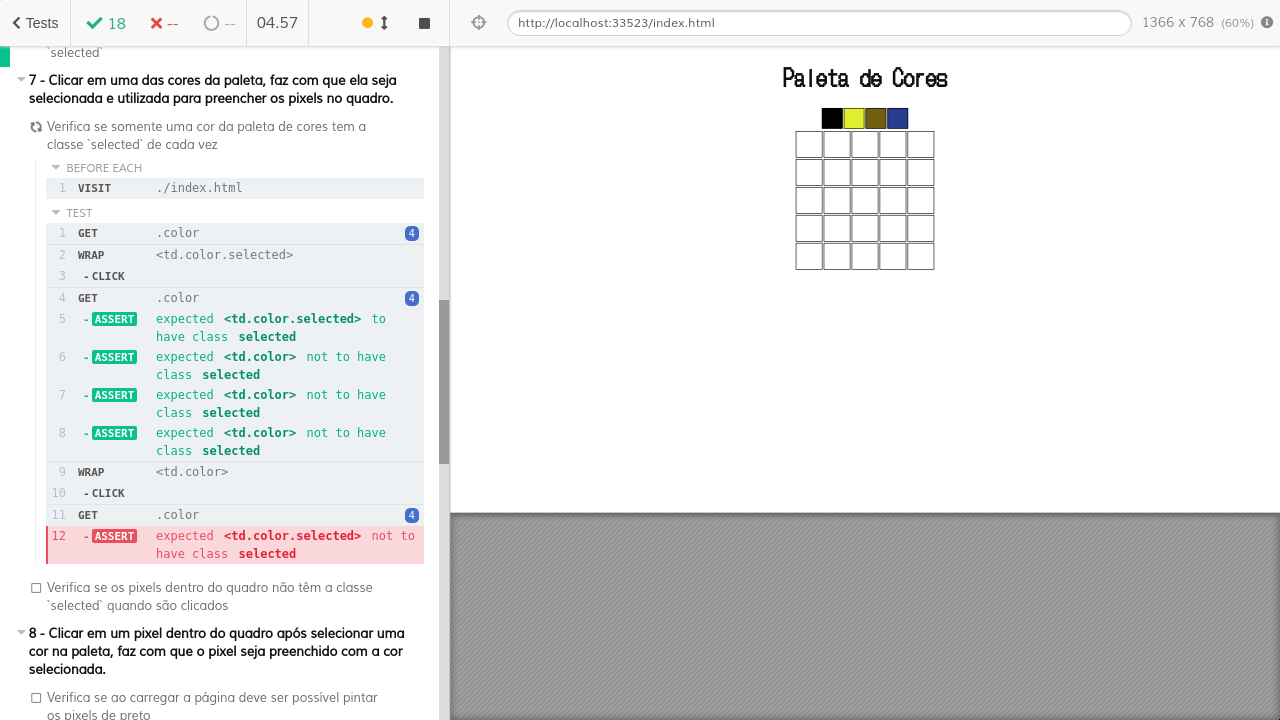 Tests 18 -- -- 04.57 http://localhost:33523/index.html 1366 x 768 (60%)
`selected`
7 - Clicar em uma das cores da paleta, faz com que ela seja
selecionada e utilizada para preencher os pixels no quadro.
Verifica se somente uma cor da paleta de cores tem a
classe `selected` de cada vez
BEFORE EACH
1 VISIT ./index.html
TEST
1 GET .color 4
2 WRAP <td.color.selected>
3 -CLICK
4 GET .color 4
5 -ASSERT expected <td.color.selected> to
have class selected
6 -ASSERT expected <td.color> not to have
class selected
7 -ASSERT expected <td.color> not to have
class selected
8 -ASSERT expected <td.color> not to have
class selected
9 WRAP <td.color>
10 -CLICK
11 GET .color 4
12 -ASSERT expected <td.color.selected> not to
have class selected
Verifica se os pixels dentro do quadro não têm a classe
`selected` quando são clicados
8 - Clicar em um pixel dentro do quadro após selecionar uma
cor na paleta, faz com que o pixel seja preenchido com a cor
selecionada.
Verifica se ao carregar a página deve ser possível pintar
os pixels de preto
Paleta de Cores